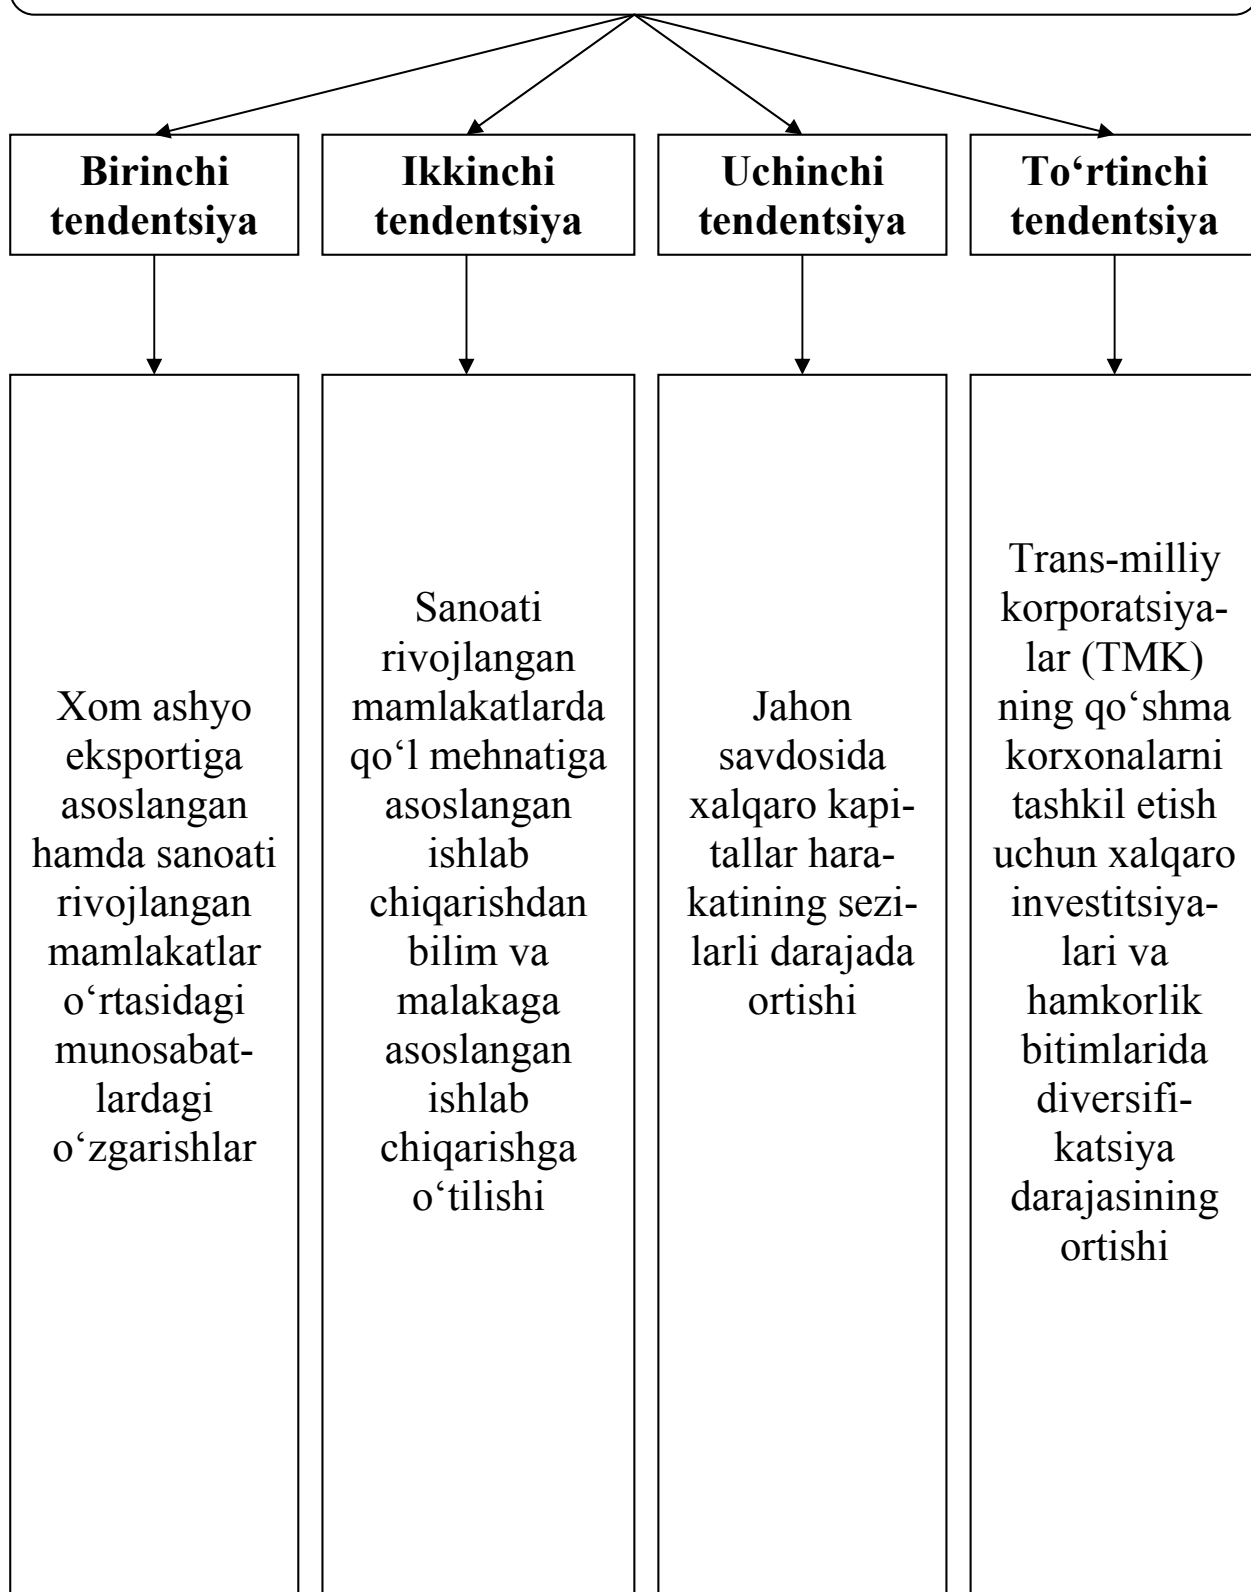 Birinchi
tendentsiya
Ikkinchi
tendentsiya
Uchinchi
tendentsiya
To‘rtinchi
tendentsiya
Xom ashyo
eksportiga
asoslangan
hamda sanoati
rivojlangan
mamlakatlar
o‘rtasidagi
munosabat-
lardagi
o‘zgarishlar
Sanoati
rivojlangan
mamlakatlarda
qo‘l mehnatiga
asoslangan
ishlab
chiqarishdan
bilim va
malakaga
asoslangan
ishlab
chiqarishga
o‘tilishi
Jahon
savdosida
xalqaro kapi-
tallar hara-
katining sezi-
larli darajada
ortishi
Trans-milliy
korporatsiya-
lar (TMK)
ning qo‘shma
korxonalarni
tashkil etish
uchun xalqaro
investitsiya-
lari va
hamkorlik
bitimlarida
diversifi-
katsiya
darajasining
ortishi